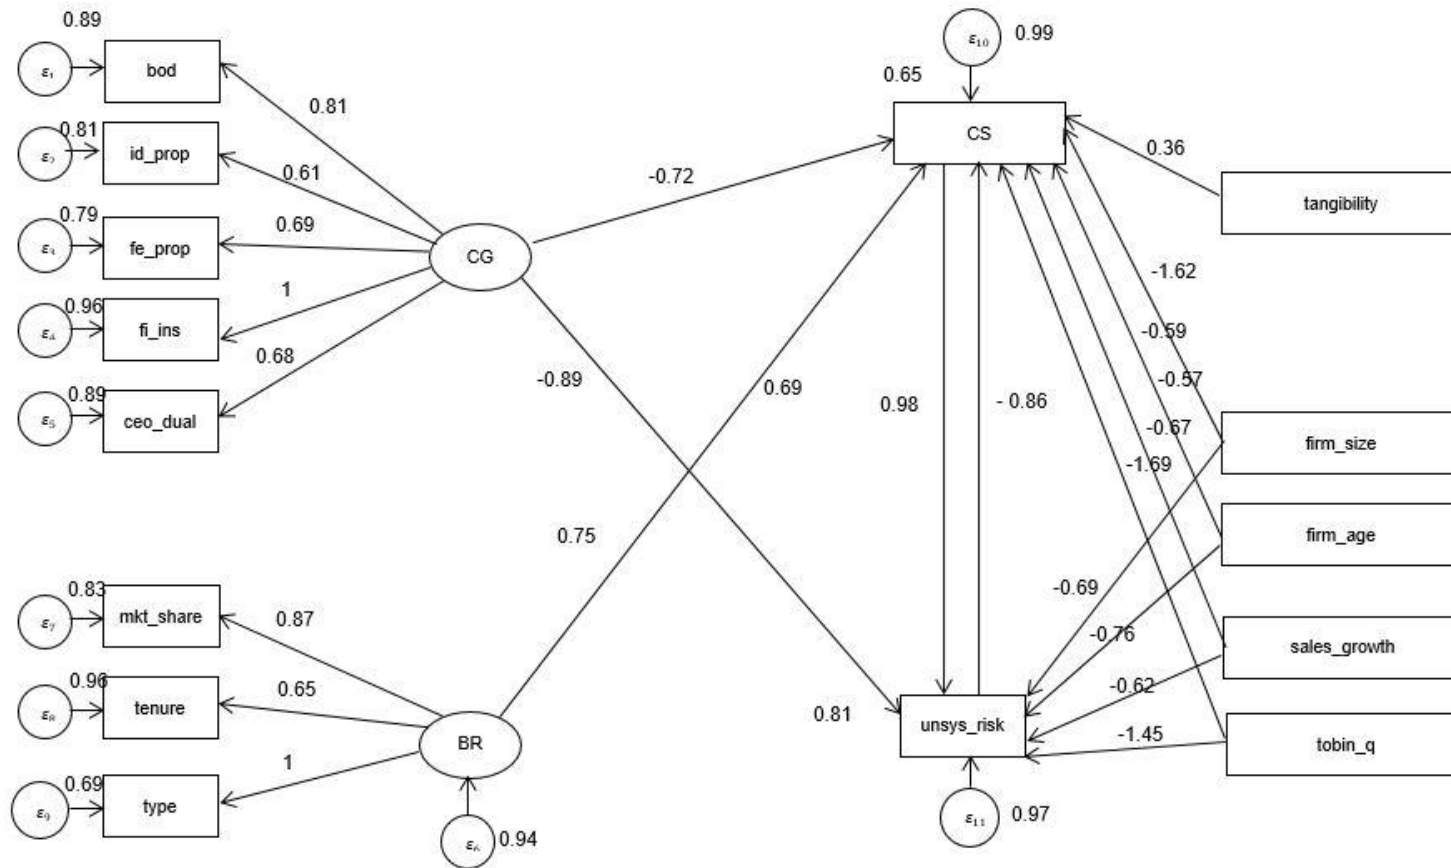 0.89
ε₁
bod
0.81
ε₂
0.81
id_prop
0.61
ε₃
0.79
fe_prop
0.69
ε₄
0.96
fi_ins
1
ε₅
0.89
ceo_dual
0.68
CG
-0.72
-0.89
ε₇
0.83
mkt_share
0.87
ε₈
0.96
tenure
0.65
ε₉
0.69
type
1
BR
ε₆
0.94
0.75
0.69
ε₁₀
0.99
0.65
CS
0.98
- 0.86
0.36
tangibility
-1.62
-0.59
-0.57
-0.67
-1.69
firm_size
firm_age
sales_growth
tobin_q
-0.69
-0.76
-0.62
-1.45
0.81
unsys_risk
ε₁₁
0.97